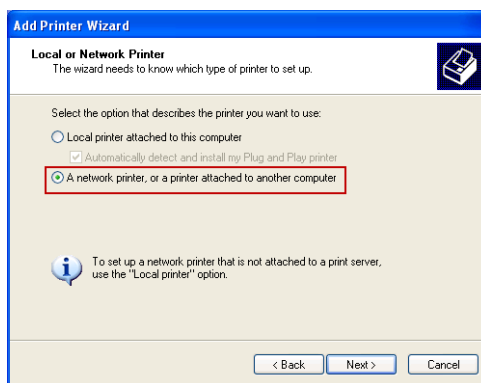 Add Printer Wizard
Local or Network Printer
The wizard needs to know which type of printer to set up.
Select the option that describes the printer you want to use:
Local printer attached to this computer
Automatically detect and install my Plug and Play printer
A network printer, or a printer attached to another computer
To set up a network printer that is not attached to a print server,
use the "Local printer" option.
< Back Next > Cancel